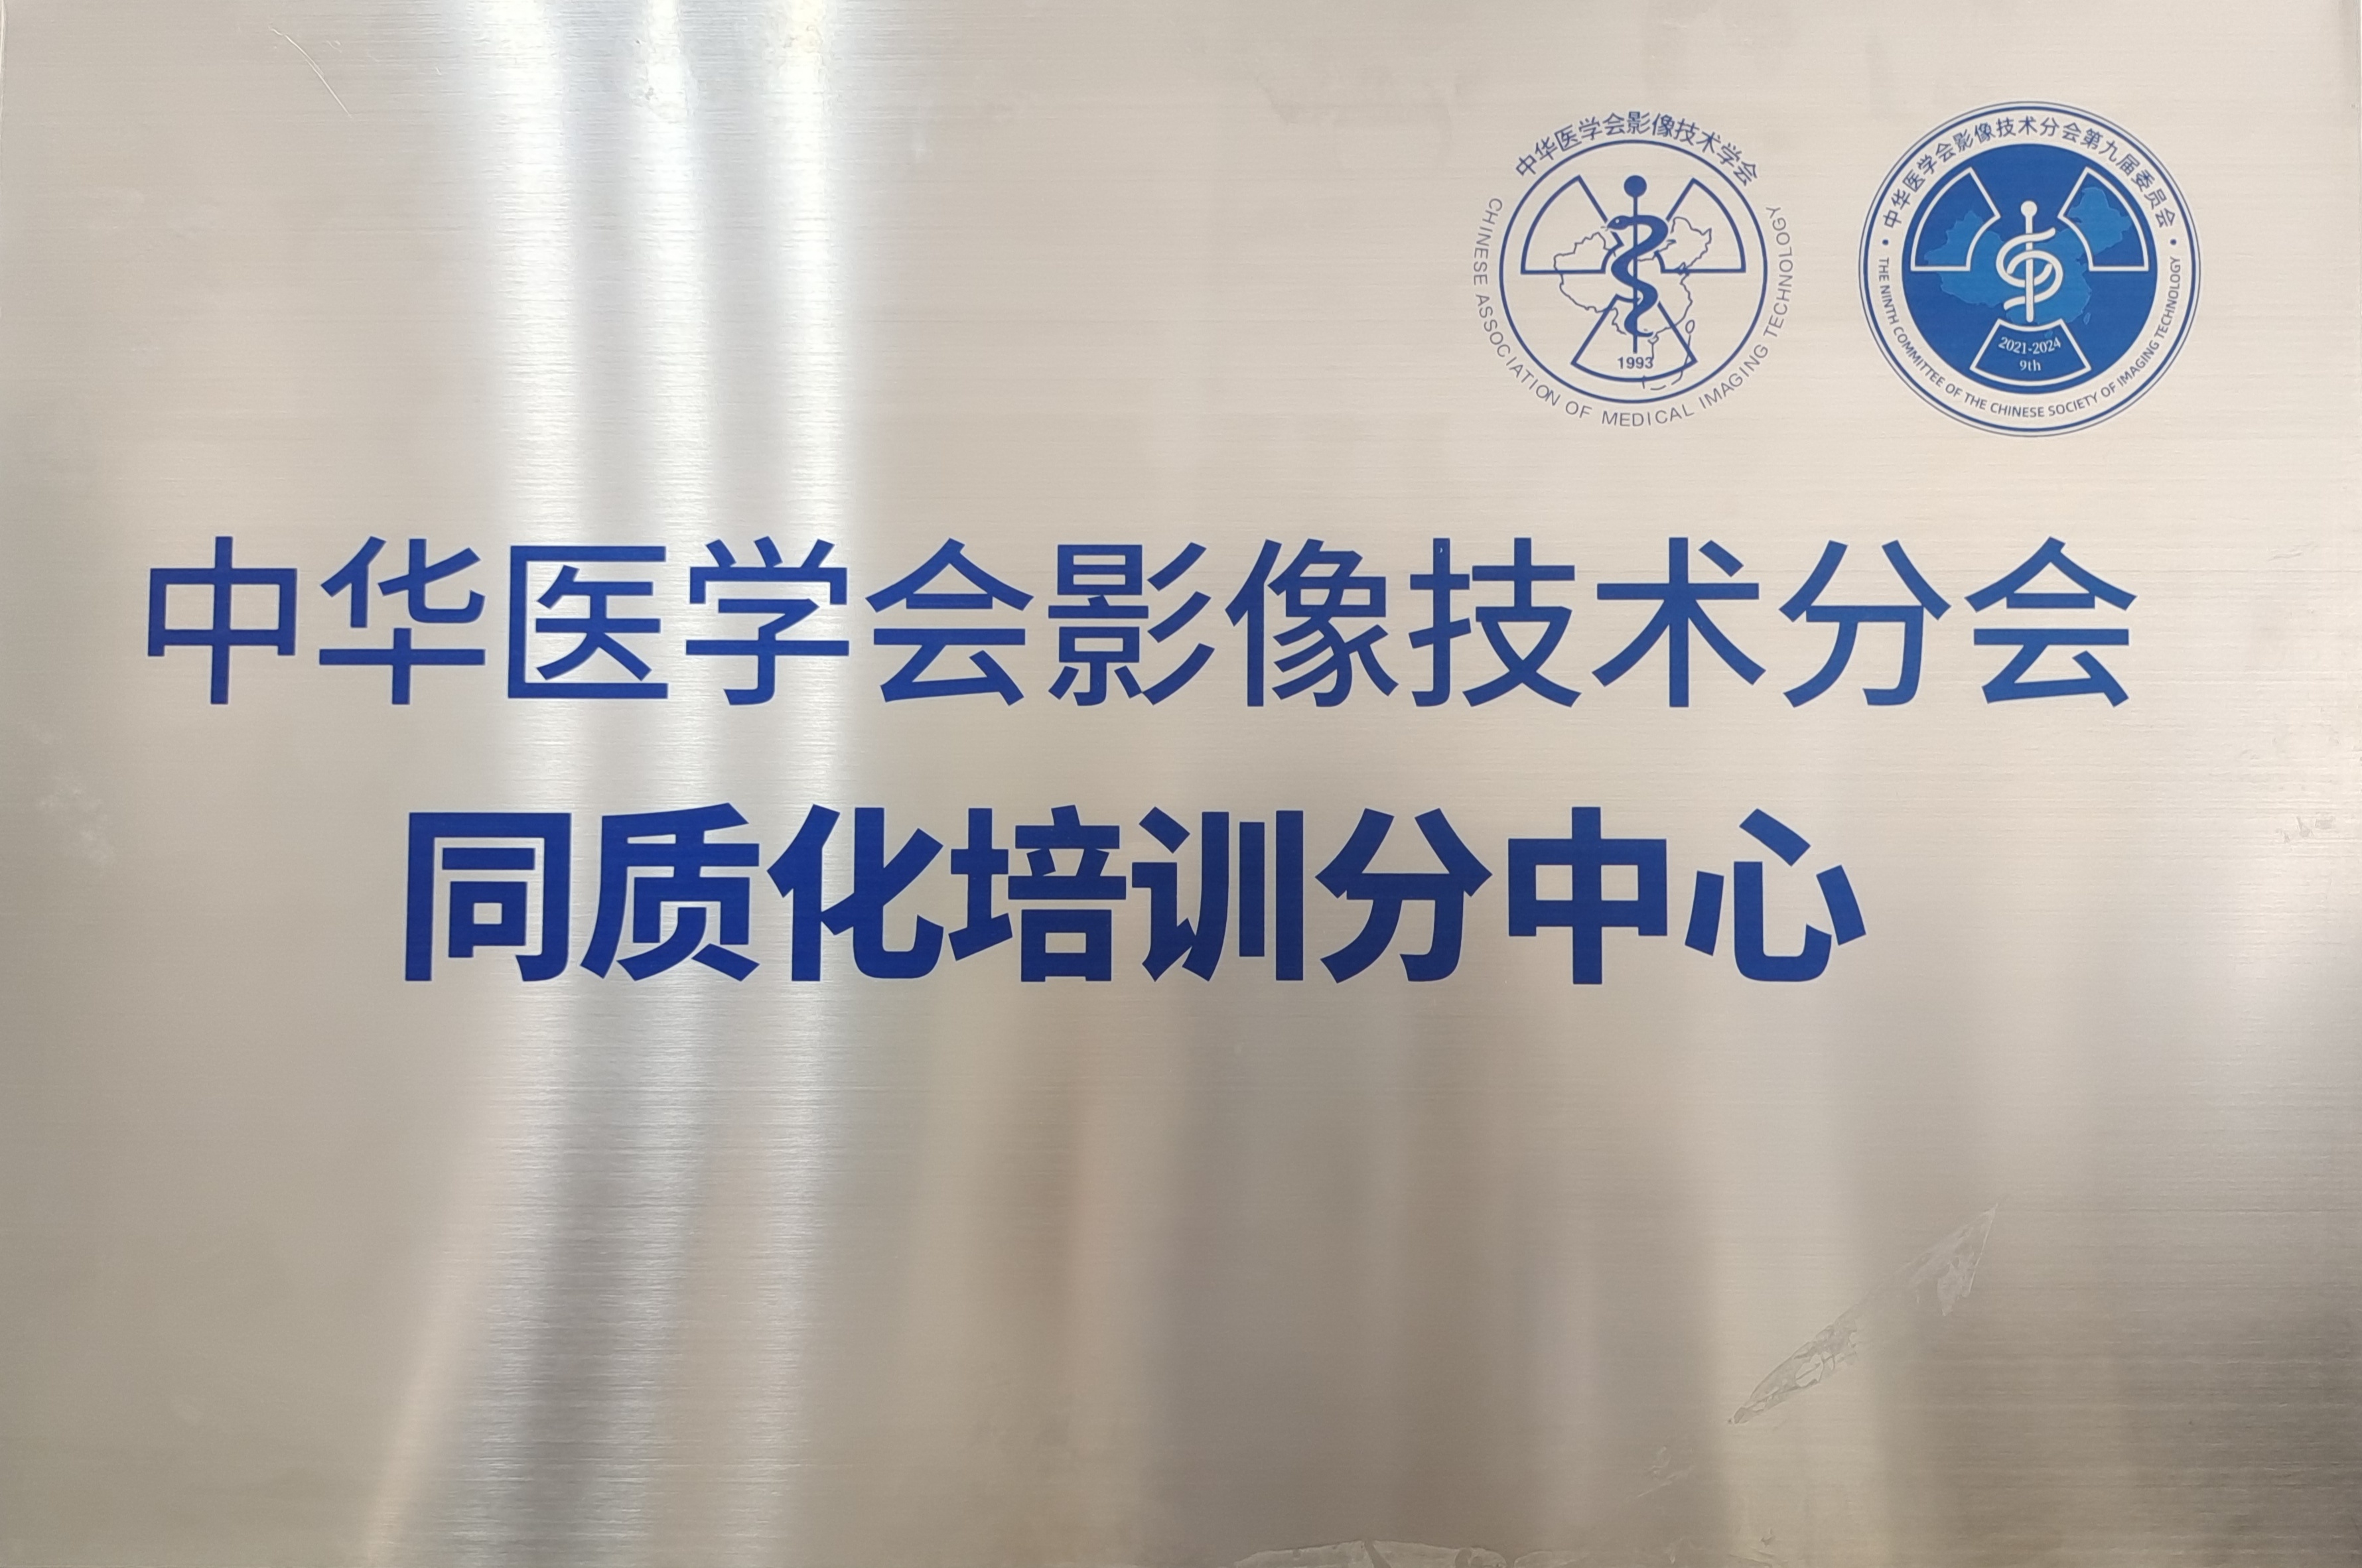 中华医学会影像技术学会
CHINESE ASSOCIATION OF MEDICAL IMAGING TECHNOLOGY
1993
中华医学会影像技术分会第九届委员会
THE NINTH COMMITTEE OF THE CHINESE SOCIETY OF IMAGING TECHNOLOGY
2021-2024
9th
中华医学会影像技术分会
同质化培训分中心